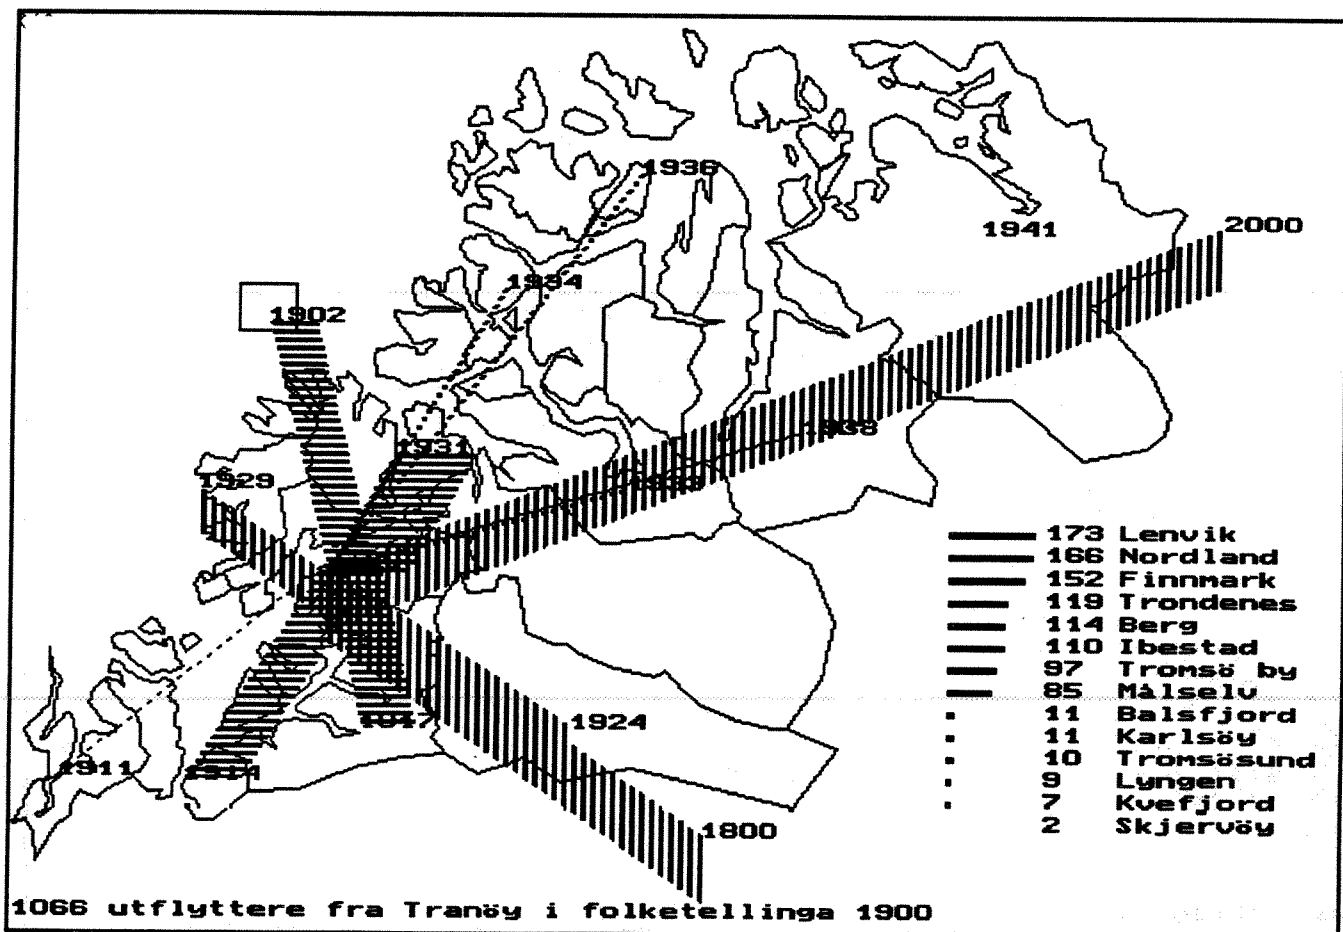 1936
2000
1941
1934
1902
1938
1931
1929
173 Lenvik
166 Nordland
152 Finnmark
119 Trondenes
114 Berg
110 Ibestad
97 Tromsö by
85 Målselv
11 Balsfjord
11 Karlsöy
10 Tromsösund
9 Lyngen
7 Kvefjord
2 Skjervöy
1924
1911
1914
1800
1066 utflyttere fra Tranöy i folketellinga 1900